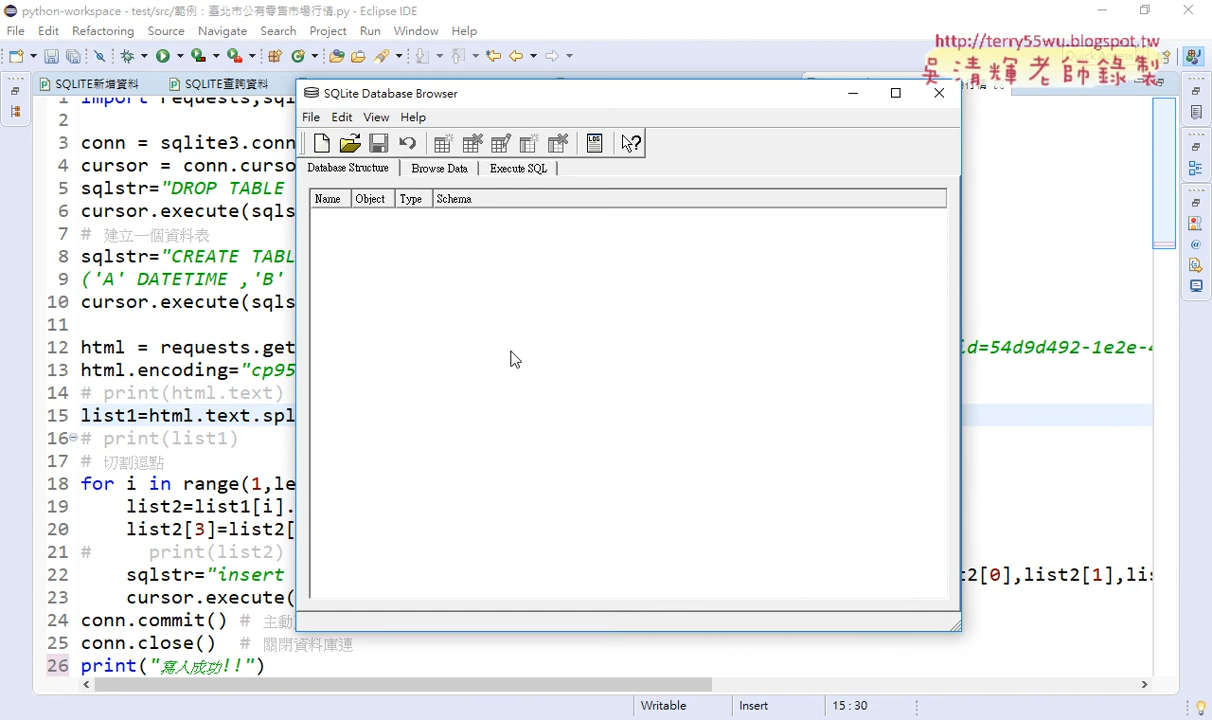 python-workspace - test/src/範例：臺北市公有零售市場行情.py - Eclipse IDE
File Edit Refactoring Source Navigate Search Project Run Window Help
http://terry55wu.blogspot.tw
吳清輝老師錄製
SQLITE新增資料 SQLITE查詢資料
SQLite Database Browser
File Edit View Help
LOG
Database Structure Browse Data Execute SQL
Name Object Type Schema
1 import requests,sql
2
3 conn = sqlite3.conn
4 cursor = conn.curso
5 sqlstr="DROP TABLE
6 cursor.execute(sqls
7 # 建立一個資料表
8 sqlstr="CREATE TABL
9 ('A' DATETIME ,'B'
10 cursor.execute(sqls
11
12 html = requests.get id=54d9d492-1e2e-4
13 html.encoding="cp95
14 # print(html.text)
15 list1=html.text.spl
16 # print(list1)
17 # 切割逗點
18 for i in range(1,le
19 list2=list1[i].
20 list2[3]=list2[
21 # print(list2)
22 sqlstr="insert t2[0],list2[1],lis
23 cursor.execute(
24 conn.commit() # 主動
25 conn.close() # 關閉資料庫連
26 print("寫入成功!!")
Writable Insert 15 : 30